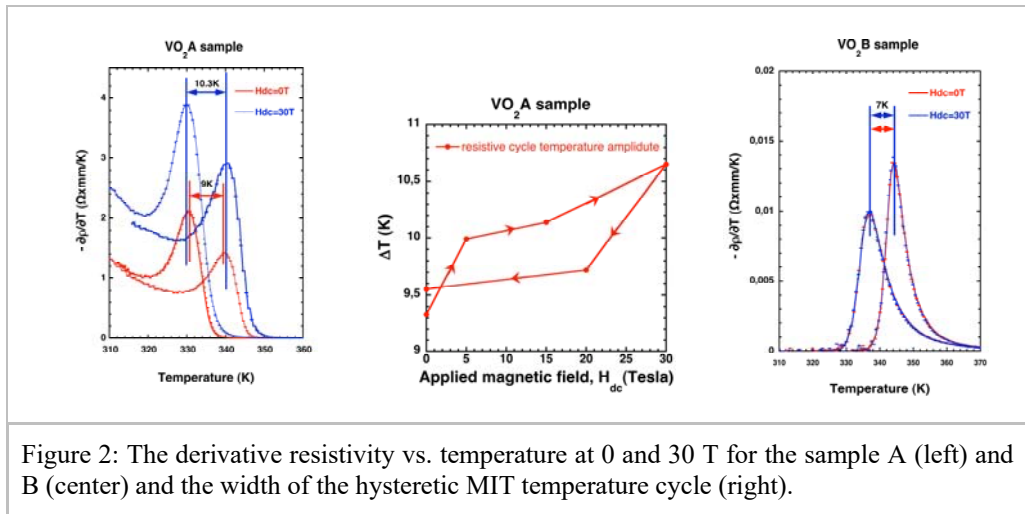 VO2A sample
10.3K
Hdc=0T
Hdc=30T
9K
- ∂ρ/∂T (Ωxmm/K)
4
3
2
1
0
310 320 330 340 350 360
Temperature (K)
VO2A sample
resistive cycle temperature amplidute
ΔT (K)
11
10,5
10
9,5
9
0 5 10 15 20 25 30
Applied magnetic field, Hdc(Tesla)
VO2B sample
Hdc=0T
Hdc=30T
7K
- ∂ρ/∂T (Ωxmm/K)
0,02
0,015
0,01
0,005
0
310 320 330 340 350 360 370
Temperature (K)
Figure 2: The derivative resistivity vs. temperature at 0 and 30 T for the sample A (left) and
B (center) and the width of the hysteretic MIT temperature cycle (right).